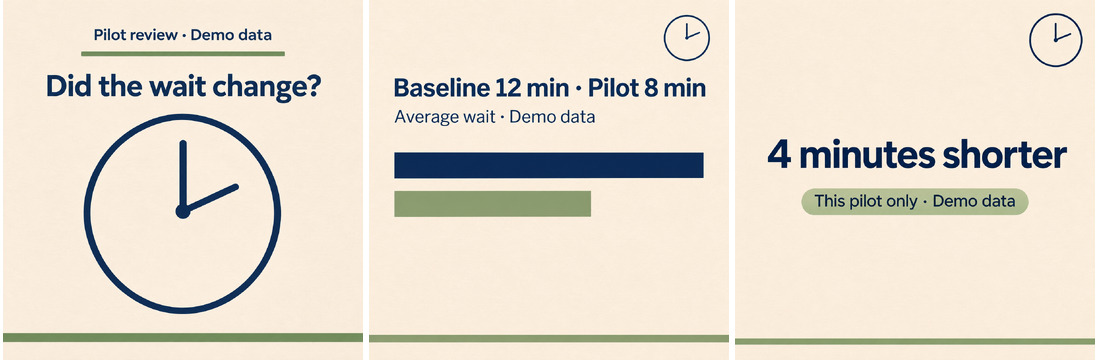 Pilot review · Demo data
Did the wait change?
Baseline 12 min · Pilot 8 min
Average wait · Demo data
4 minutes shorter
This pilot only · Demo data